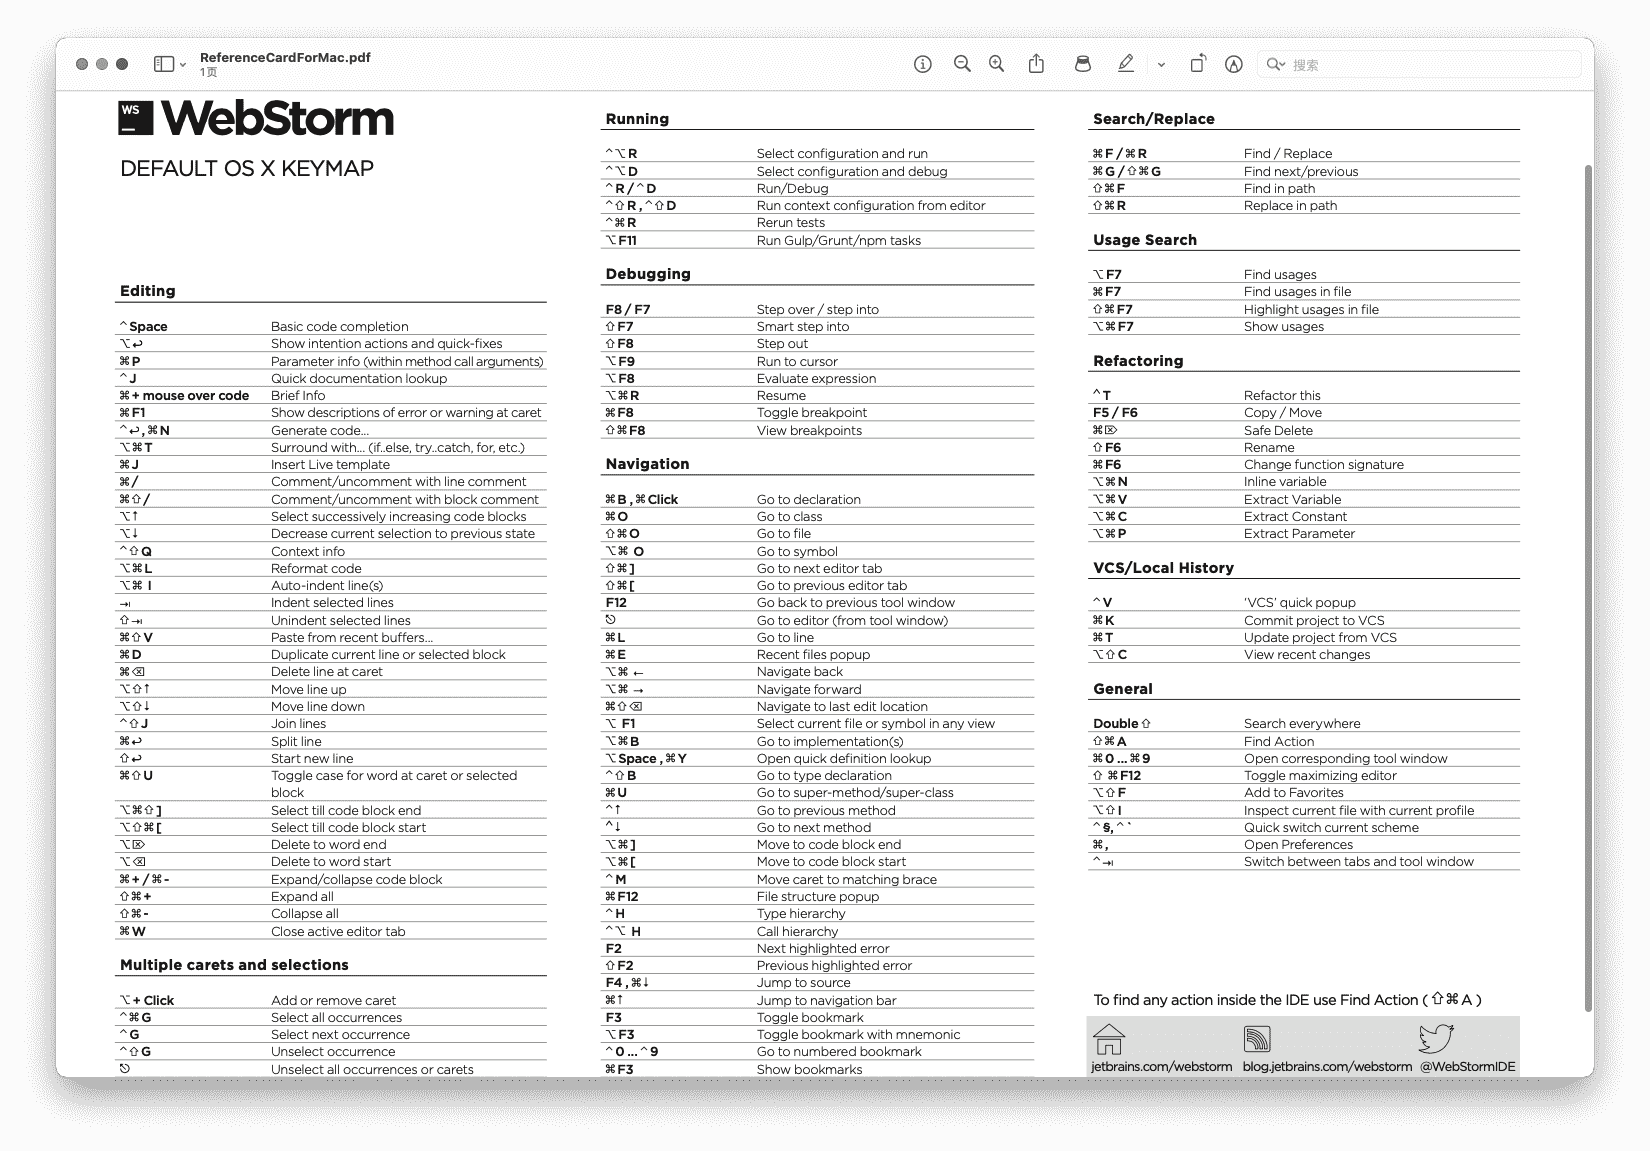 ReferenceCardForMac.pdf
1页
搜索
WS
WebStorm
DEFAULT OS X KEYMAP
Editing
^Space Basic code completion
⌥↩ Show intention actions and quick-fixes
⌘P Parameter info (within method call arguments)
^J Quick documentation lookup
⌘+ mouse over code Brief Info
⌘F1 Show descriptions of error or warning at caret
^↩, ⌘N Generate code...
⌥⌘T Surround with... (if..else, try..catch, for, etc.)
⌘J Insert Live template
⌘/ Comment/uncomment with line comment
⌘⇧/ Comment/uncomment with block comment
⌥↑ Select successively increasing code blocks
⌥↓ Decrease current selection to previous state
^⇧Q Context info
⌥⌘L Reformat code
⌥⌘ I Auto-indent line(s)
⇥ Indent selected lines
⇧⇥ Unindent selected lines
⌘⇧V Paste from recent buffers...
⌘D Duplicate current line or selected block
⌘⌫ Delete line at caret
⌥⇧↑ Move line up
⌥⇧↓ Move line down
^⇧J Join lines
⌘↩ Split line
⇧↩ Start new line
⌘⇧U Toggle case for word at caret or selected
block
⌥⌘⇧] Select till code block end
⌥⇧⌘[ Select till code block start
⌥⌦ Delete to word end
⌥⌫ Delete to word start
⌘+ / ⌘- Expand/collapse code block
⇧⌘+ Expand all
⇧⌘- Collapse all
⌘W Close active editor tab
Multiple carets and selections
⌥+ Click Add or remove caret
^⌘G Select all occurrences
^G Select next occurrence
^⇧G Unselect occurrence
⎋ Unselect all occurrences or carets
Running
^⌥R Select configuration and run
^⌥D Select configuration and debug
^R / ^D Run/Debug
^⇧R , ^⇧D Run context configuration from editor
^⌘R Rerun tests
⌥F11 Run Gulp/Grunt/npm tasks
Debugging
F8 / F7 Step over / step into
⇧F7 Smart step into
⇧F8 Step out
⌥F9 Run to cursor
⌥F8 Evaluate expression
⌥⌘R Resume
⌘F8 Toggle breakpoint
⇧⌘F8 View breakpoints
Navigation
⌘B , ⌘Click Go to declaration
⌘O Go to class
⇧⌘O Go to file
⌥⌘ O Go to symbol
⇧⌘] Go to next editor tab
⇧⌘[ Go to previous editor tab
F12 Go back to previous tool window
⎋ Go to editor (from tool window)
⌘L Go to line
⌘E Recent files popup
⌥⌘ ← Navigate back
⌥⌘ → Navigate forward
⌘⇧⌫ Navigate to last edit location
⌥ F1 Select current file or symbol in any view
⌥⌘B Go to implementation(s)
⌥Space , ⌘Y Open quick definition lookup
^⇧B Go to type declaration
⌘U Go to super-method/super-class
^↑ Go to previous method
^↓ Go to next method
⌥⌘] Move to code block end
⌥⌘[ Move to code block start
^M Move caret to matching brace
⌘F12 File structure popup
^H Type hierarchy
^⌥ H Call hierarchy
F2 Next highlighted error
⇧F2 Previous highlighted error
F4 , ⌘↓ Jump to source
⌘↑ Jump to navigation bar
F3 Toggle bookmark
⌥F3 Toggle bookmark with mnemonic
^0 ... ^9 Go to numbered bookmark
⌘F3 Show bookmarks
Search/Replace
⌘F / ⌘R Find / Replace
⌘G / ⇧⌘G Find next/previous
⇧⌘F Find in path
⇧⌘R Replace in path
Usage Search
⌥F7 Find usages
⌘F7 Find usages in file
⇧⌘F7 Highlight usages in file
⌥⌘F7 Show usages
Refactoring
^T Refactor this
F5 / F6 Copy / Move
⌘⌦ Safe Delete
⇧F6 Rename
⌘F6 Change function signature
⌥⌘N Inline variable
⌥⌘V Extract Variable
⌥⌘C Extract Constant
⌥⌘P Extract Parameter
VCS/Local History
^V ‘VCS’ quick popup
⌘K Commit project to VCS
⌘T Update project from VCS
⌥⇧C View recent changes
General
Double ⇧ Search everywhere
⇧⌘A Find Action
⌘0 ... ⌘9 Open corresponding tool window
⇧ ⌘F12 Toggle maximizing editor
⌥⇧F Add to Favorites
⌥⇧I Inspect current file with current profile
^§, ^` Quick switch current scheme
⌘, Open Preferences
^⇥ Switch between tabs and tool window
To find any action inside the IDE use Find Action ( ⇧⌘A )
jetbrains.com/webstorm blog.jetbrains.com/webstorm @WebStormIDE